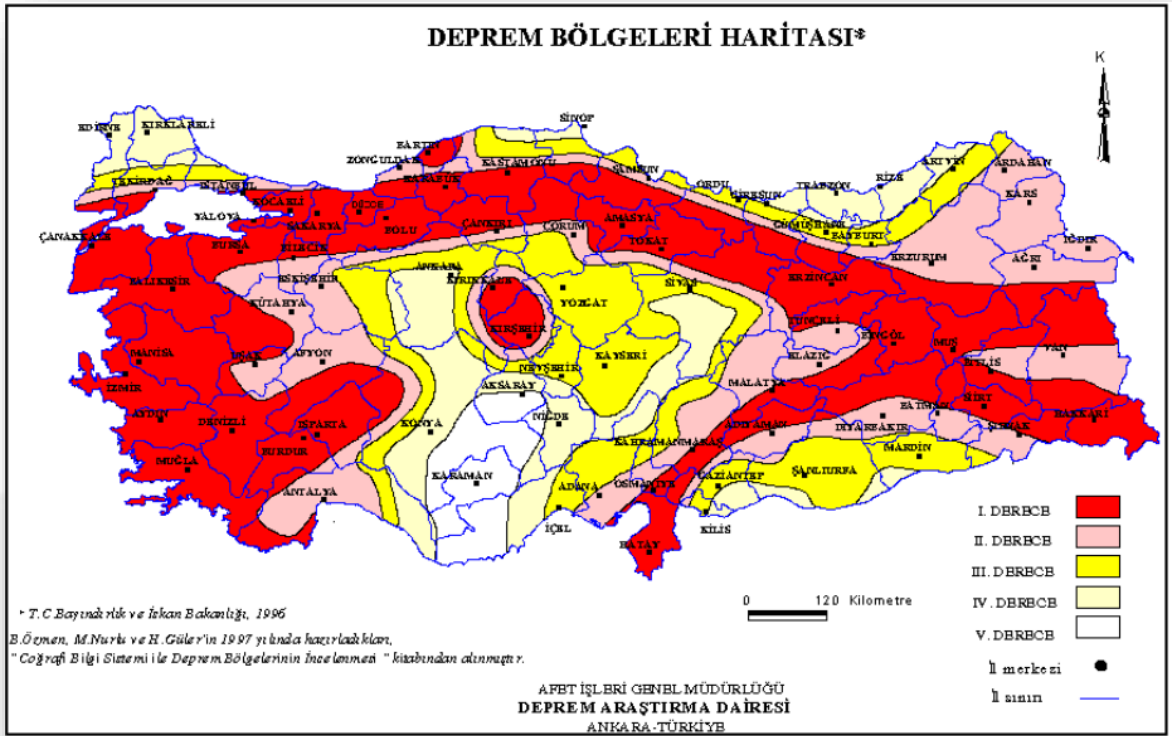 DEPREM BÖLGELERİ HARİTASI*
K
SİNOP
EDİRNE
KIRKLARELİ
BARTIN
ZONGULDAK
KASTAMONU
SAMSUN
ARTVİN
ARDAHAN
TEKİRDAĞ
İSTANBUL
KARABÜK
ORDU
GİRESUN
TRABZON
RİZE
KARS
KOCAELİ
YALOVA
SAKARYA
DÜZCE
BOLU
ÇANKIRI
ÇORUM
AMASYA
TOKAT
GÜMÜŞHANE
BAYBURT
IĞDIR
ÇANAKKALE
BURSA
BİLECİK
ERZURUM
AĞRI
BALIKESİR
ESKİŞEHİR
ANKARA
KIRIKKALE
YOZGAT
SİVAS
ERZİNCAN
KÜTAHYA
KIRŞEHİR
TUNCELİ
BİNGÖL
MUŞ
VAN
MANİSA
UŞAK
AFYON
NEVŞEHİR
KAYSERİ
ELAZIĞ
BİTLİS
İZMİR
AKSARAY
MALATYA
SİİRT
AYDIN
DENİZLİ
ISPARTA
KONYA
NİĞDE
KAHRAMANMARAŞ
ADIYAMAN
DİYARBAKIR
BATMAN
ŞIRNAK
HAKKARİ
BURDUR
MUĞLA
KARAMAN
MARDİN
ANTALYA
ADANA
OSMANİYE
GAZİANTEP
ŞANLIURFA
İÇEL
KİLİS
HATAY
I. DERECE
II. DERECE
III. DERECE
IV. DERECE
V. DERECE
İl merkezi
İl sınırı
0 120 Kilometre
* T.C Bayındırlık ve İskan Bakanlığı, 1996
B.Özmen, M.Nurlu ve H.Güler'in 1997 yılında hazırladıkları,
"Coğrafi Bilgi Sistemi ile Deprem Bölgelerinin İncelenmesi " kitabından alınmıştır.
AFET İŞLERİ GENEL MÜDÜRLÜĞÜ
DEPREM ARAŞTIRMA DAİRESİ
ANKARA-TÜRKİYE